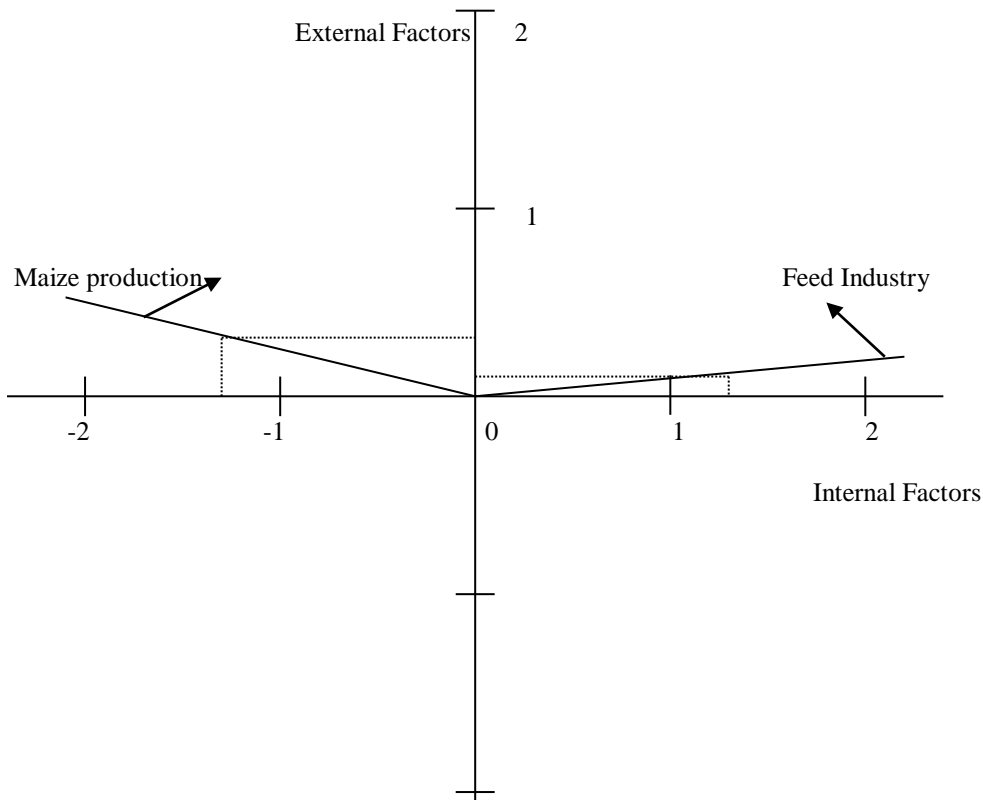 External Factors 2
1
Maize production
Feed Industry
-2 -1 0 1 2
Internal Factors